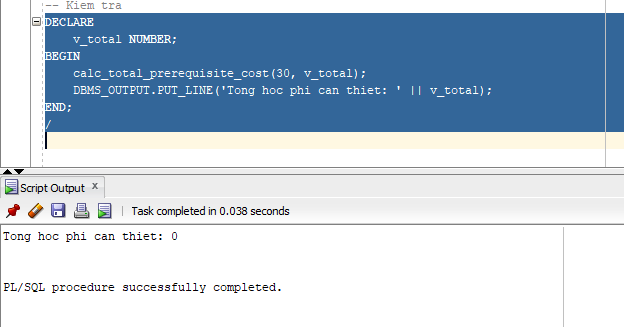 -- Kiem tra
DECLARE
v_total NUMBER;
BEGIN
calc_total_prerequisite_cost(30, v_total);
DBMS_OUTPUT.PUT_LINE('Tong hoc phi can thiet: ' || v_total);
END;
/
Script Output x
Task completed in 0.038 seconds
Tong hoc phi can thiet: 0
PL/SQL procedure successfully completed.